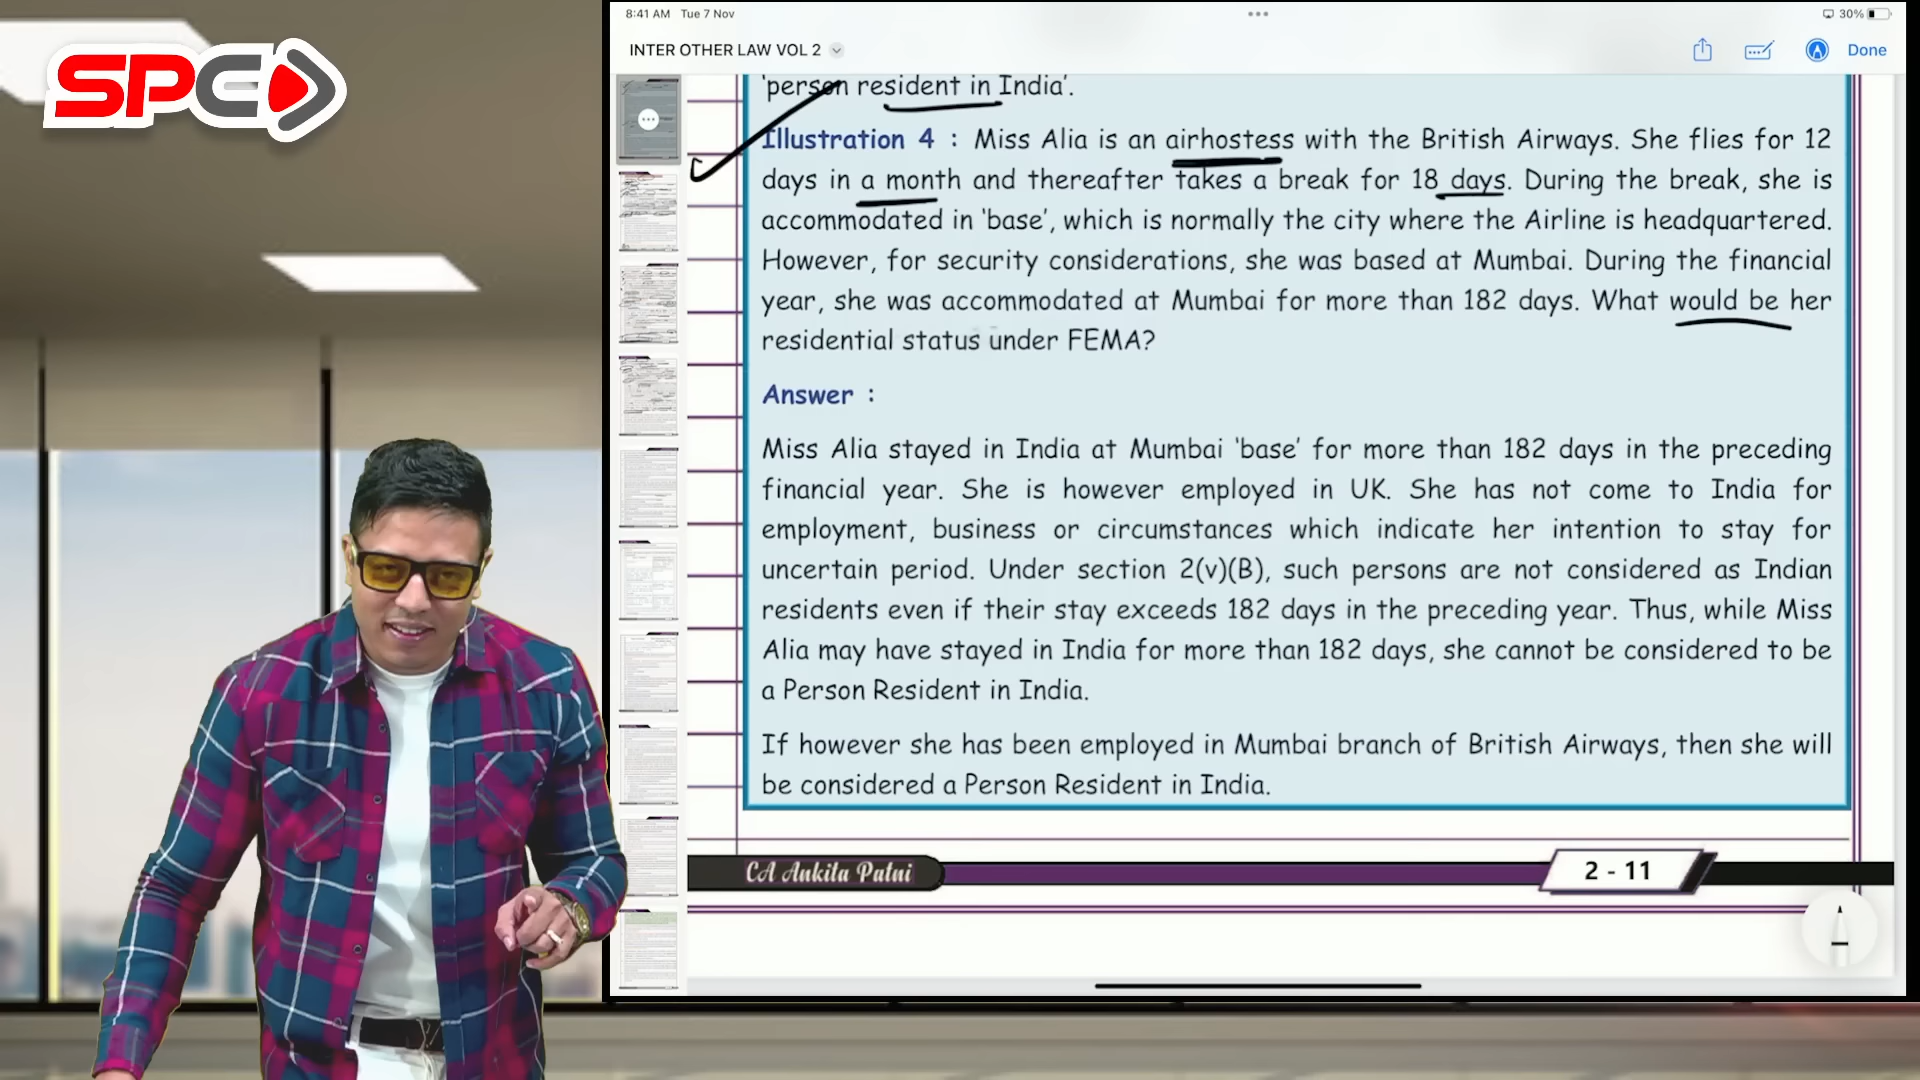 SPC
8:41 AM Tue 7 Nov
30%
INTER OTHER LAW VOL 2
Done
'person resident in India'.
Illustration 4 : Miss Alia is an airhostess with the British Airways. She flies for 12
days in a month and thereafter takes a break for 18 days. During the break, she is
accommodated in 'base', which is normally the city where the Airline is headquartered.
However, for security considerations, she was based at Mumbai. During the financial
year, she was accommodated at Mumbai for more than 182 days. What would be her
residential status under FEMA?
Answer :
Miss Alia stayed in India at Mumbai 'base' for more than 182 days in the preceding
financial year. She is however employed in UK. She has not come to India for
employment, business or circumstances which indicate her intention to stay for
uncertain period. Under section 2(v)(B), such persons are not considered as Indian
residents even if their stay exceeds 182 days in the preceding year. Thus, while Miss
Alia may have stayed in India for more than 182 days, she cannot be considered to be
a Person Resident in India.
If however she has been employed in Mumbai branch of British Airways, then she will
be considered a Person Resident in India.
CA Ankita Patni
2 - 11